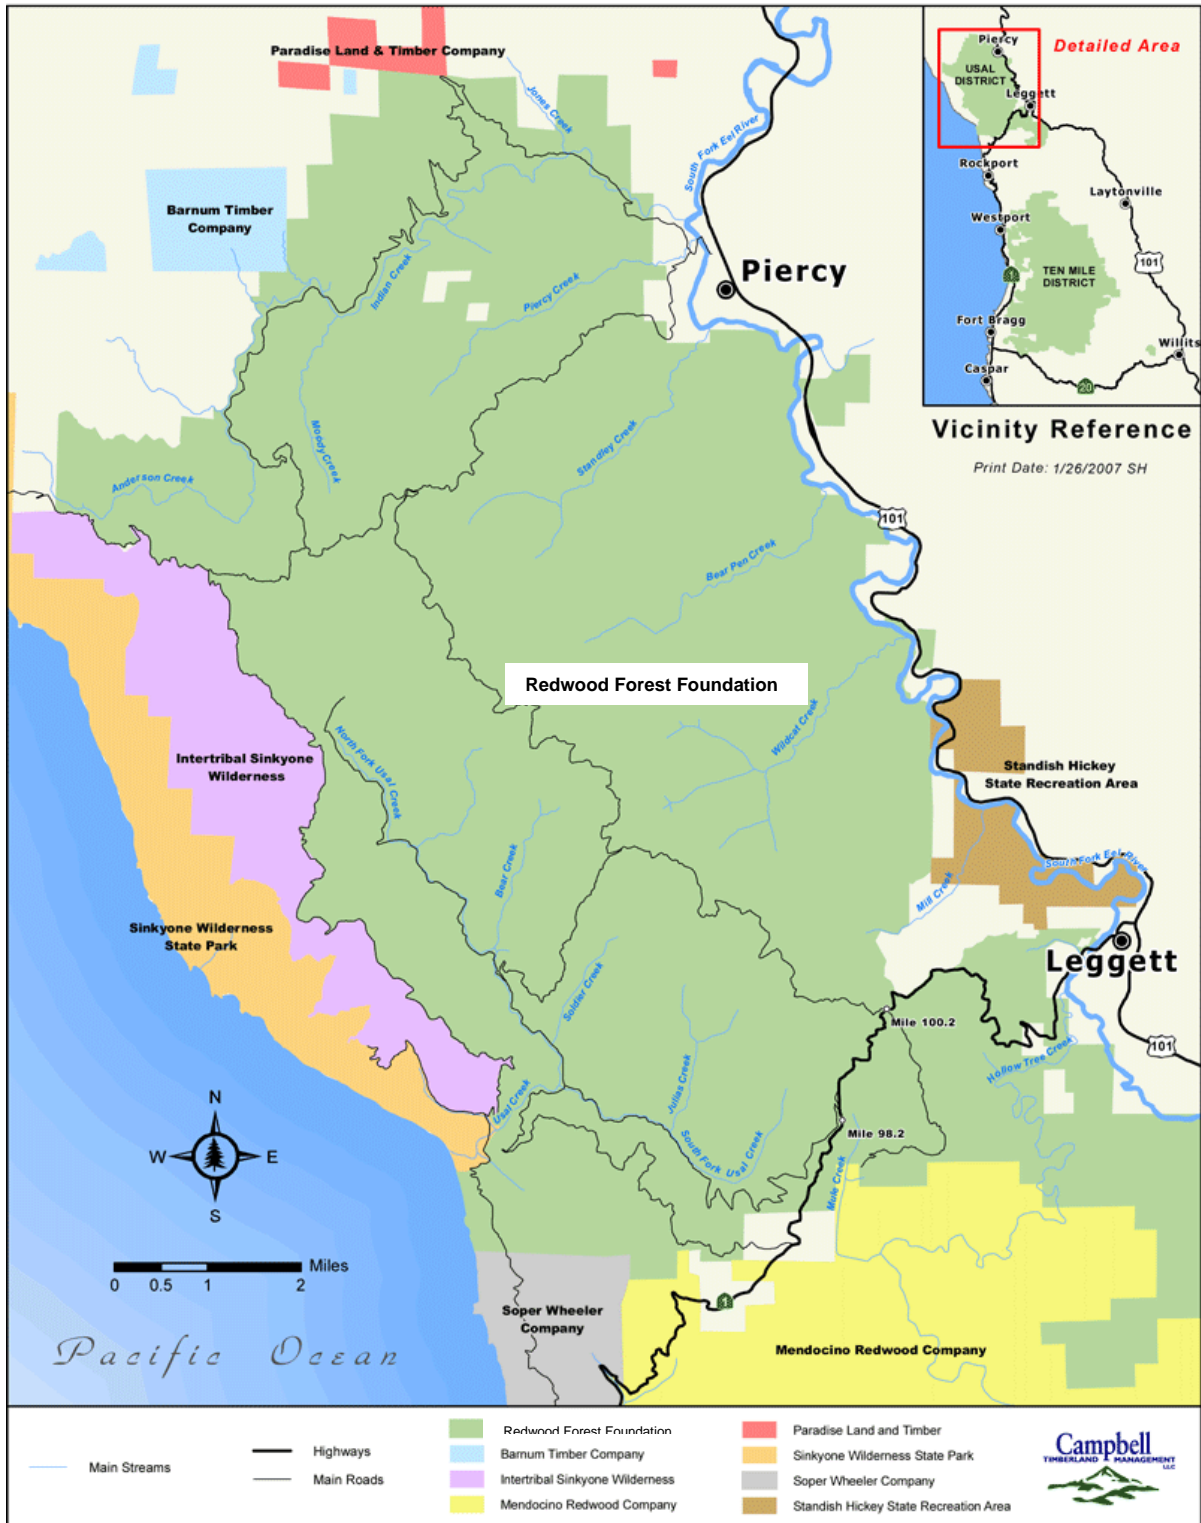 Paradise Land & Timber Company
Jones Creek
South Fork Eel River
Piercy
USAL
DISTRICT
Leggett
Detailed Area
Rockport
Laytonville
Westport
101
1
TEN MILE
DISTRICT
Fort Bragg
Willits
Caspar
20
Vicinity Reference
Print Date: 1/26/2007 SH
Barnum Timber
Company
Indian Creek
Piercy Creek
Piercy
Moody Creek
Standley Creek
Anderson Creek
101
Bear Pen Creek
Redwood Forest Foundation
Wildcat Creek
North Fork Usal Creek
Intertribal Sinkyone
Wilderness
Standish Hickey
State Recreation Area
Bear Creek
Mill Creek
South Fork Eel River
Sinkyone Wilderness
State Park
Leggett
Soldier Creek
Mile 100.2
101
Hollow Tree Creek
Julias Creek
Usal Creek
Mile 98.2
South Fork Usal Creek
Mule Creek
N
W
E
S
Miles
0 0.5 1 2
1
Soper Wheeler
Company
Pacific Ocean
Mendocino Redwood Company
Main Streams
Highways
Main Roads
Redwood Forest Foundation
Barnum Timber Company
Intertribal Sinkyone Wilderness
Mendocino Redwood Company
Paradise Land and Timber
Sinkyone Wilderness State Park
Soper Wheeler Company
Standish Hickey State Recreation Area
Campbell
TIMBERLAND MANAGEMENT
LLC